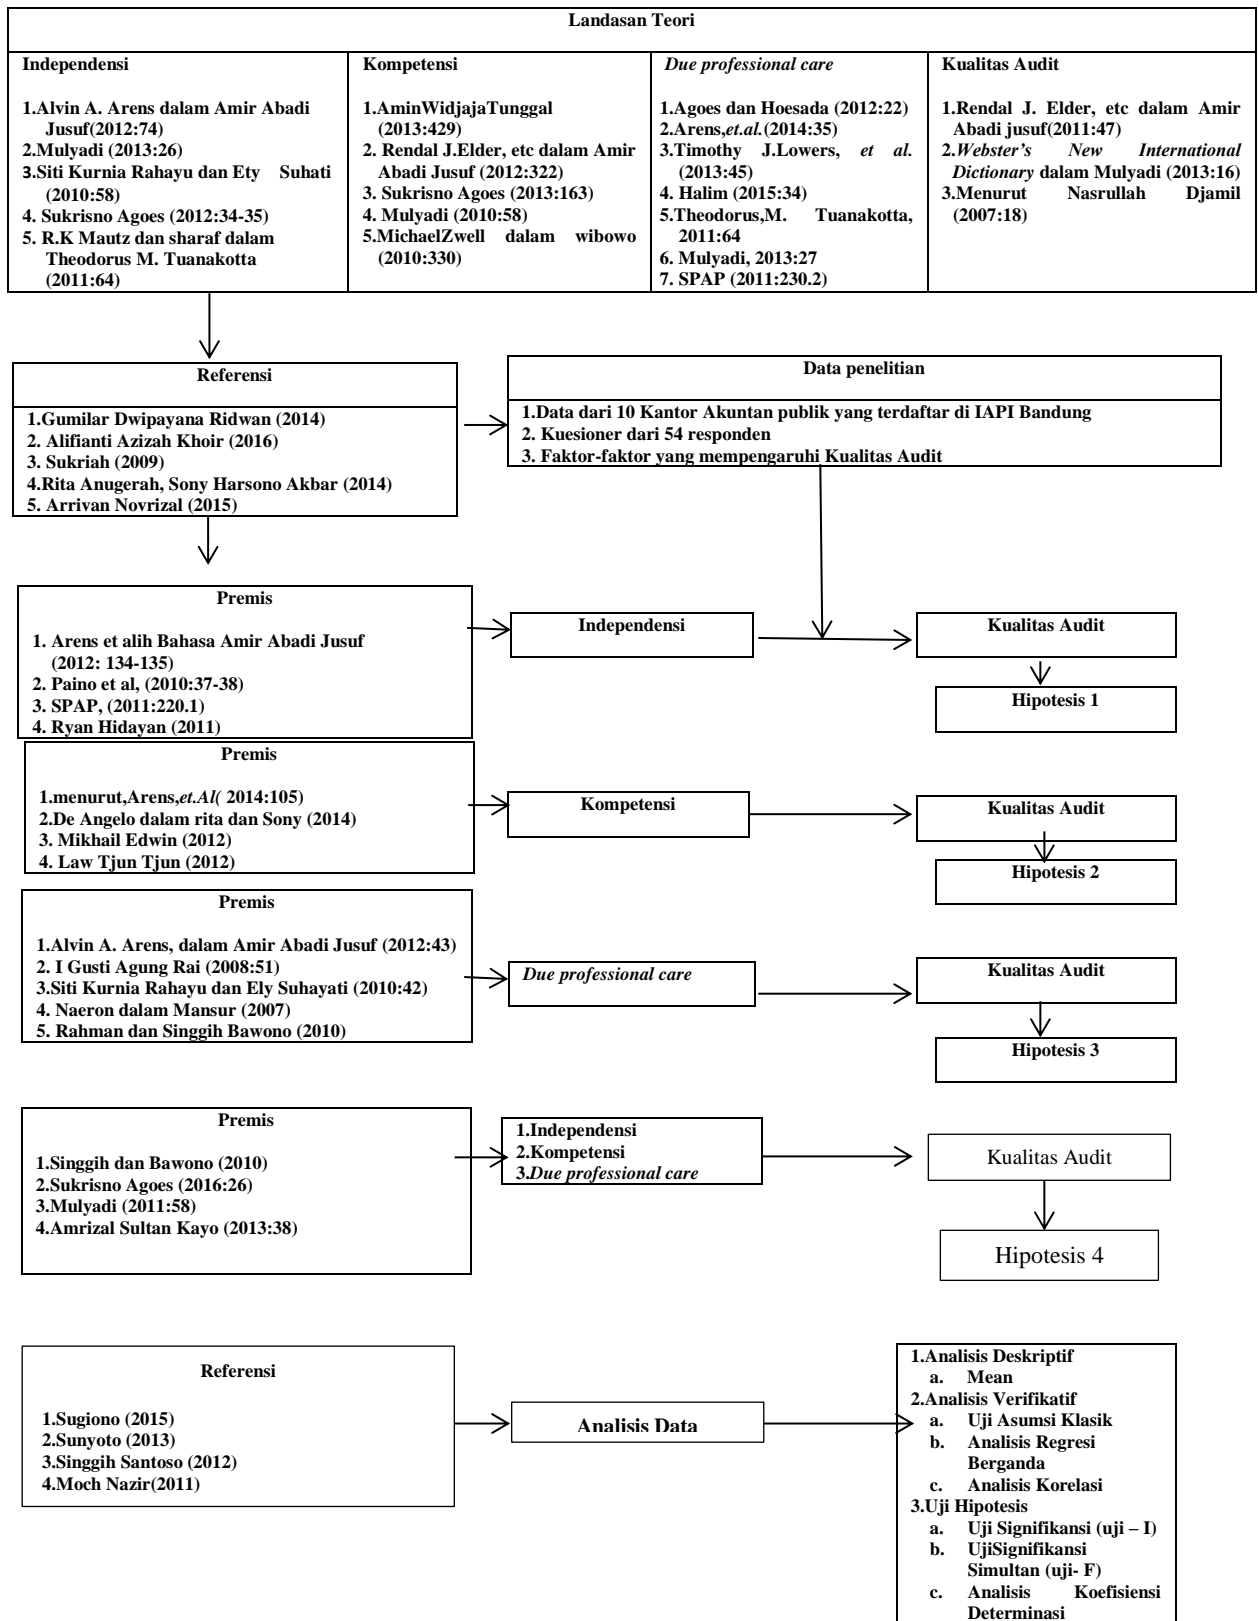 Landasan Teori
Independensi
1.Alvin A. Arens dalam Amir Abadi
Jusuf(2012:74)
2.Mulyadi (2013:26)
3.Siti Kurnia Rahayu dan Ety Suhati
(2010:58)
4. Sukrisno Agoes (2012:34-35)
5. R.K Mautz dan sharaf dalam
Theodorus M. Tuanakotta
(2011:64)
Kompetensi
1.AminWidjajaTunggal
(2013:429)
2. Rendal J.Elder, etc dalam Amir
Abadi Jusuf (2012:322)
3. Sukrisno Agoes (2013:163)
4. Mulyadi (2010:58)
5.MichaelZwell dalam wibowo
(2010:330)
Due professional care
1.Agoes dan Hoesada (2012:22)
2.Arens,et.al.(2014:35)
3.Timothy J.Lowers, et al.
(2013:45)
4. Halim (2015:34)
5.Theodorus,M. Tuanakotta,
2011:64
6. Mulyadi, 2013:27
7. SPAP (2011:230.2)
Kualitas Audit
1.Rendal J. Elder, etc dalam Amir
Abadi jusuf(2011:47)
2.Webster's New International
Dictionary dalam Mulyadi (2013:16)
3.Menurut Nasrullah Djamil
(2007:18)
Referensi
1.Gumilar Dwipayana Ridwan (2014)
2. Alifianti Azizah Khoir (2016)
3. Sukriah (2009)
4.Rita Anugerah, Sony Harsono Akbar (2014)
5. Arrivan Novrizal (2015)
Data penelitian
1.Data dari 10 Kantor Akuntan publik yang terdaftar di IAPI Bandung
2. Kuesioner dari 54 responden
3. Faktor-faktor yang mempengaruhi Kualitas Audit
Premis
1. Arens et alih Bahasa Amir Abadi Jusuf
(2012: 134-135)
2. Paino et al, (2010:37-38)
3. SPAP, (2011:220.1)
4. Ryan Hidayan (2011)
Independensi
Kualitas Audit
Hipotesis 1
Premis
1.menurut,Arens,et.Al( 2014:105)
2.De Angelo dalam rita dan Sony (2014)
3. Mikhail Edwin (2012)
4. Law Tjun Tjun (2012)
Kompetensi
Kualitas Audit
Hipotesis 2
Premis
1.Alvin A. Arens, dalam Amir Abadi Jusuf (2012:43)
2. I Gusti Agung Rai (2008:51)
3.Siti Kurnia Rahayu dan Ely Suhayati (2010:42)
4. Naeron dalam Mansur (2007)
5. Rahman dan Singgih Bawono (2010)
Due professional care
Kualitas Audit
Hipotesis 3
Premis
1.Singgih dan Bawono (2010)
2.Sukrisno Agoes (2016:26)
3.Mulyadi (2011:58)
4.Amrizal Sultan Kayo (2013:38)
1.Independensi
2.Kompetensi
3.Due professional care
Kualitas Audit
Hipotesis 4
Referensi
1.Sugiono (2015)
2.Sunyoto (2013)
3.Singgih Santoso (2012)
4.Moch Nazir(2011)
Analisis Data
1.Analisis Deskriptif
a. Mean
2.Analisis Verifikatif
a. Uji Asumsi Klasik
b. Analisis Regresi
Berganda
c. Analisis Korelasi
3.Uji Hipotesis
a. Uji Signifikansi (uji – I)
b. UjiSignifikansi
Simultan (uji- F)
c. Analisis Koefisiensi
Determinasi